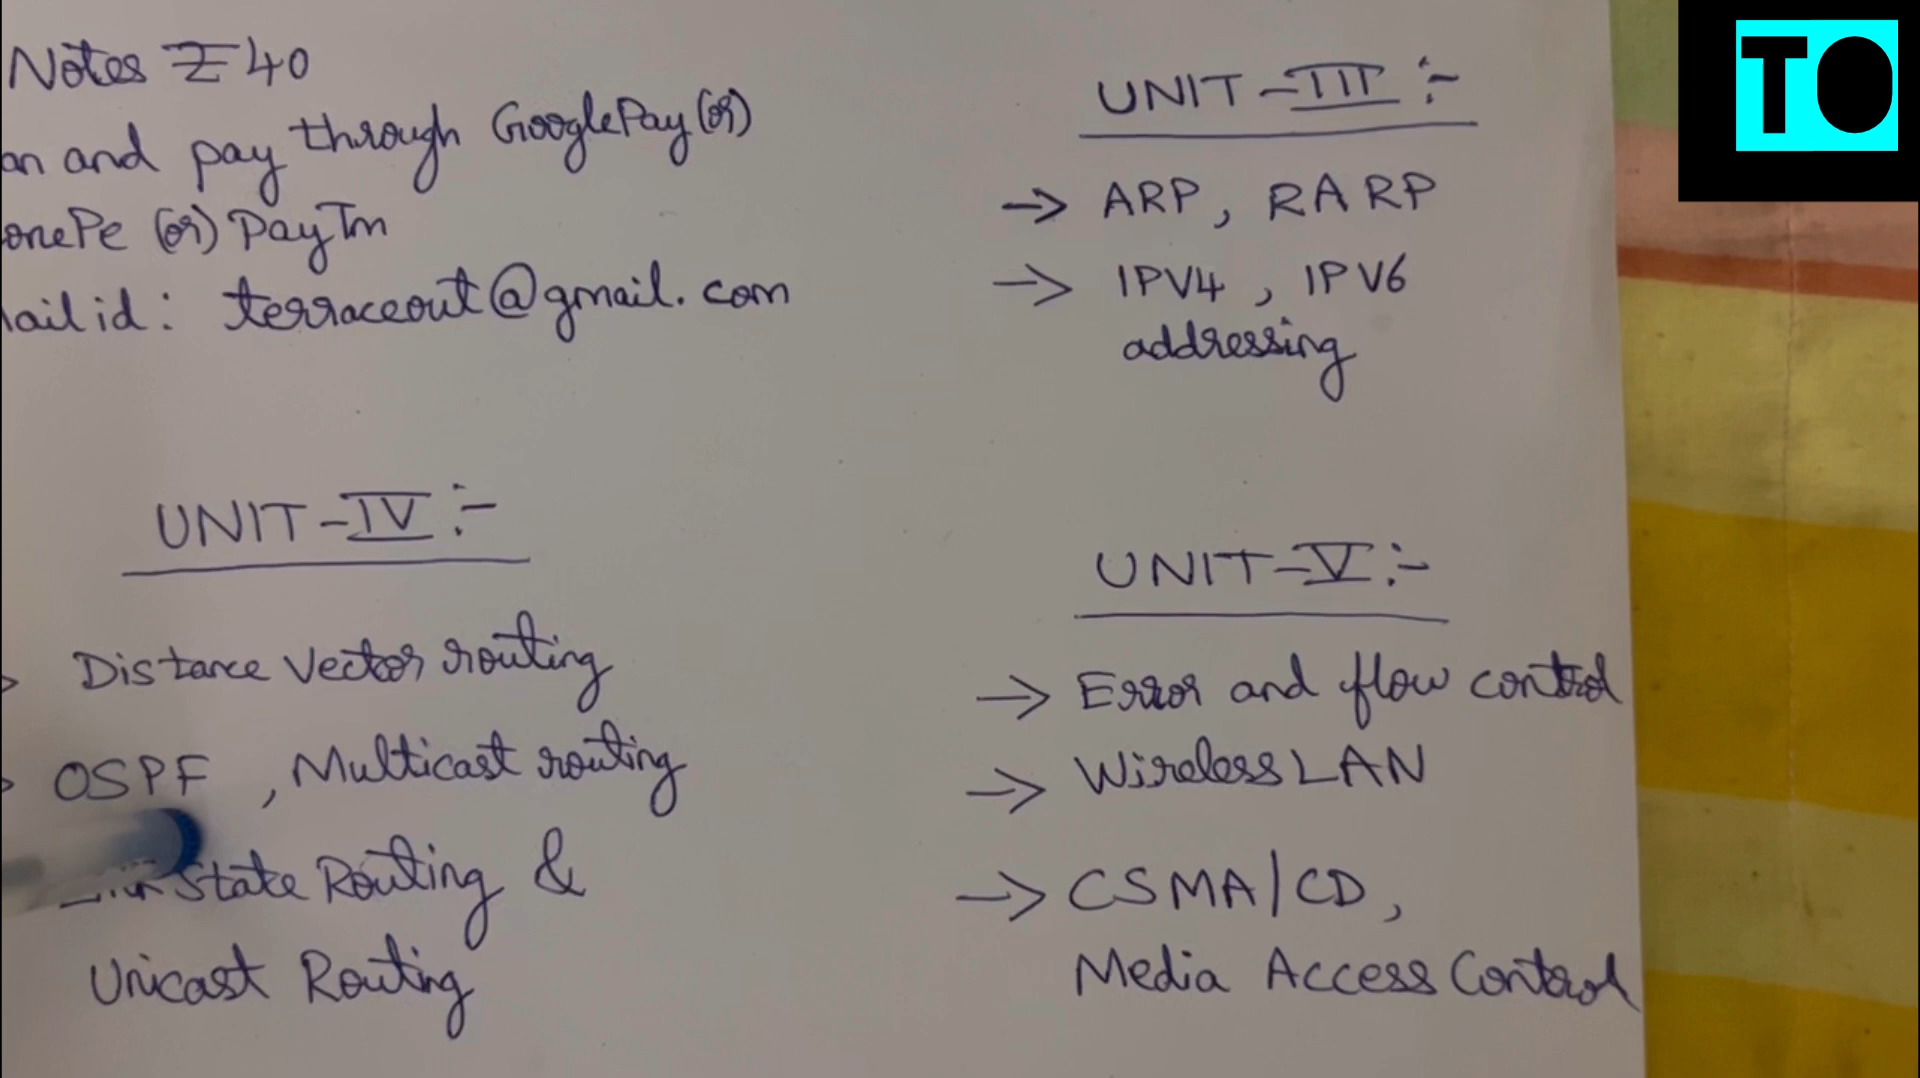 Notes ₹40
an and pay through GooglePay (or)
onePe (or) PayTm
ail id : terraceout@gmail.com
UNIT-III :-
→ ARP, RARP
→ IPV4, IPV6
addressing
UNIT-IV :-
Distance Vector routing
OSPF, Multicast routing
State Routing &
Unicast Routing
UNIT-V :-
→ Error and flow control
→ Wireless LAN
→ CSMA/CD,
Media Access Control
TO